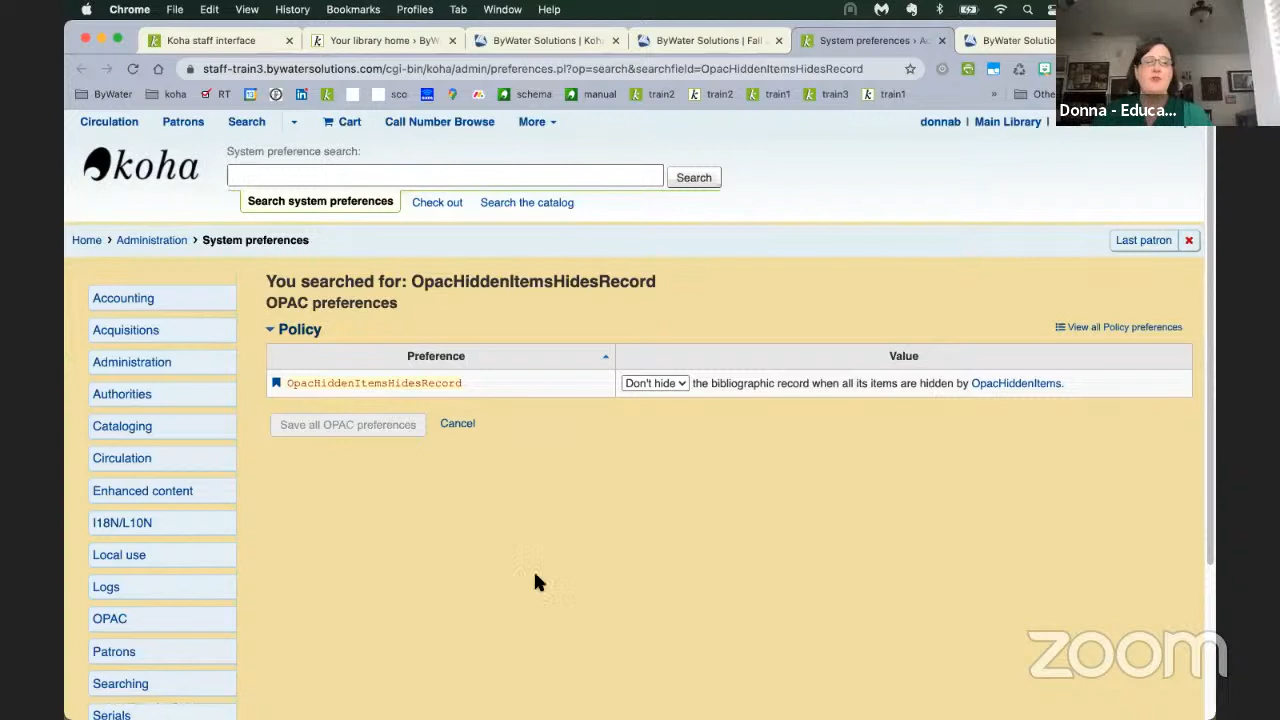 Chrome File Edit View History Bookmarks Profiles Tab Window Help
Koha staff interface
Your library home › ByW
ByWater Solutions | Koh
ByWater Solutions | Fall
System preferences › A
ByWater Solutions
staff-train3.bywatersolutions.com/cgi-bin/koha/admin/preferences.pl?op=search&searchfield=OpacHiddenItemsHidesRecord
ByWater koha RT sco schema manual train2 train2 train1 train3 train1 » Othe
Donna - Educa...
Circulation Patrons Search Cart Call Number Browse More donnab | Main Library |
koha
System preference search:
Search
Search system preferences Check out Search the catalog
Home › Administration › System preferences
Last patron
Accounting
Acquisitions
Administration
Authorities
Cataloging
Circulation
Enhanced content
I18N/L10N
Local use
Logs
OPAC
Patrons
Searching
Serials
You searched for: OpacHiddenItemsHidesRecord
OPAC preferences
Policy
View all Policy preferences
Preference Value
OpacHiddenItemsHidesRecord Don't hide the bibliographic record when all its items are hidden by OpacHiddenItems.
Save all OPAC preferences Cancel
zoom